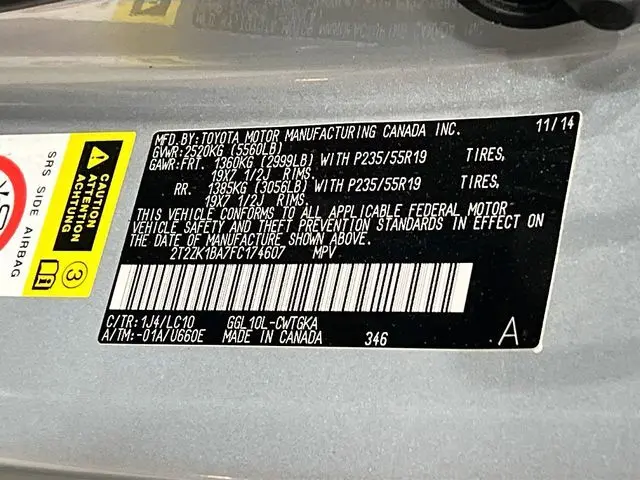 MFD.BY:TOYOTA MOTOR MANUFACTURING CANADA INC. 11/14
GVWR:2520KG (5560LB)
GAWR:FRT. 1360KG (2999LB) WITH P235/55R19 TIRES,
19X7 1/2J RIMS.
RR. 1385KG (3056LB) WITH P235/55R19 TIRES,
19X7 1/2J RIMS.
THIS VEHICLE CONFORMS TO ALL APPLICABLE FEDERAL MOTOR
VEHICLE SAFETY AND THEFT PREVENTION STANDARDS IN EFFECT ON
THE DATE OF MANUFACTURE SHOWN ABOVE.
2T2ZK1BA7FC174607 MPV
C/TR:1J4/LC10 GGL10L-CWTGKA
A/TM:-01A/U660E MADE IN CANADA 346 A
CAUTION
ATTENTION
ACHTUNG
SRS SIDE AIRBAG
3